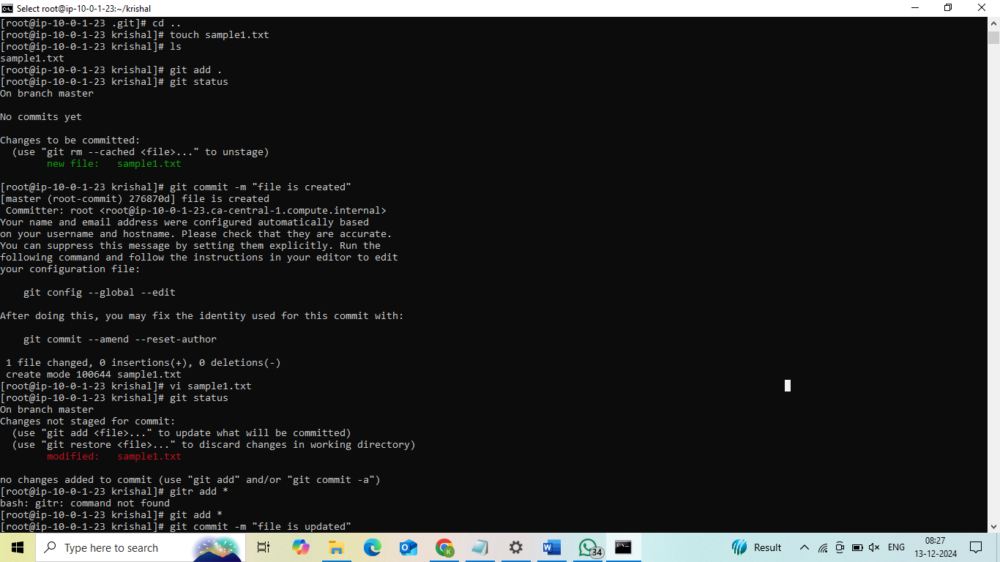 Select root@ip-10-0-1-23:~/krishal
[root@ip-10-0-1-23 .git]# cd ..
[root@ip-10-0-1-23 krishal]# touch sample1.txt
[root@ip-10-0-1-23 krishal]# ls
sample1.txt
[root@ip-10-0-1-23 krishal]# git add .
[root@ip-10-0-1-23 krishal]# git status
On branch master

No commits yet

Changes to be committed:
  (use "git rm --cached <file>..." to unstage)
        new file:   sample1.txt

[root@ip-10-0-1-23 krishal]# git commit -m "file is created"
[master (root-commit) 276870d] file is created
 Committer: root <root@ip-10-0-1-23.ca-central-1.compute.internal>
Your name and email address were configured automatically based
on your username and hostname. Please check that they are accurate.
You can suppress this message by setting them explicitly. Run the
following command and follow the instructions in your editor to edit
your configuration file:

    git config --global --edit

After doing this, you may fix the identity used for this commit with:

    git commit --amend --reset-author

 1 file changed, 0 insertions(+), 0 deletions(-)
 create mode 100644 sample1.txt
[root@ip-10-0-1-23 krishal]# vi sample1.txt
[root@ip-10-0-1-23 krishal]# git status
On branch master
Changes not staged for commit:
  (use "git add <file>..." to update what will be committed)
  (use "git restore <file>..." to discard changes in working directory)
        modified:   sample1.txt

no changes added to commit (use "git add" and/or "git commit -a")
[root@ip-10-0-1-23 krishal]# gitr add *
bash: gitr: command not found
[root@ip-10-0-1-23 krishal]# git add *
[root@ip-10-0-1-23 krishal]# git commit -m "file is updated"
Type here to search
34
Result
ENG
08:27
13-12-2024